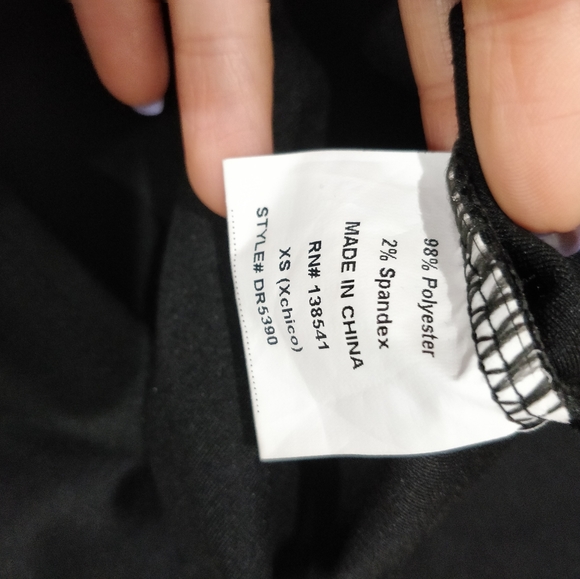 98% Polyester
2% Spandex
MADE IN CHINA
RN# 138541
XS (Xchico)
STYLE# DR5390